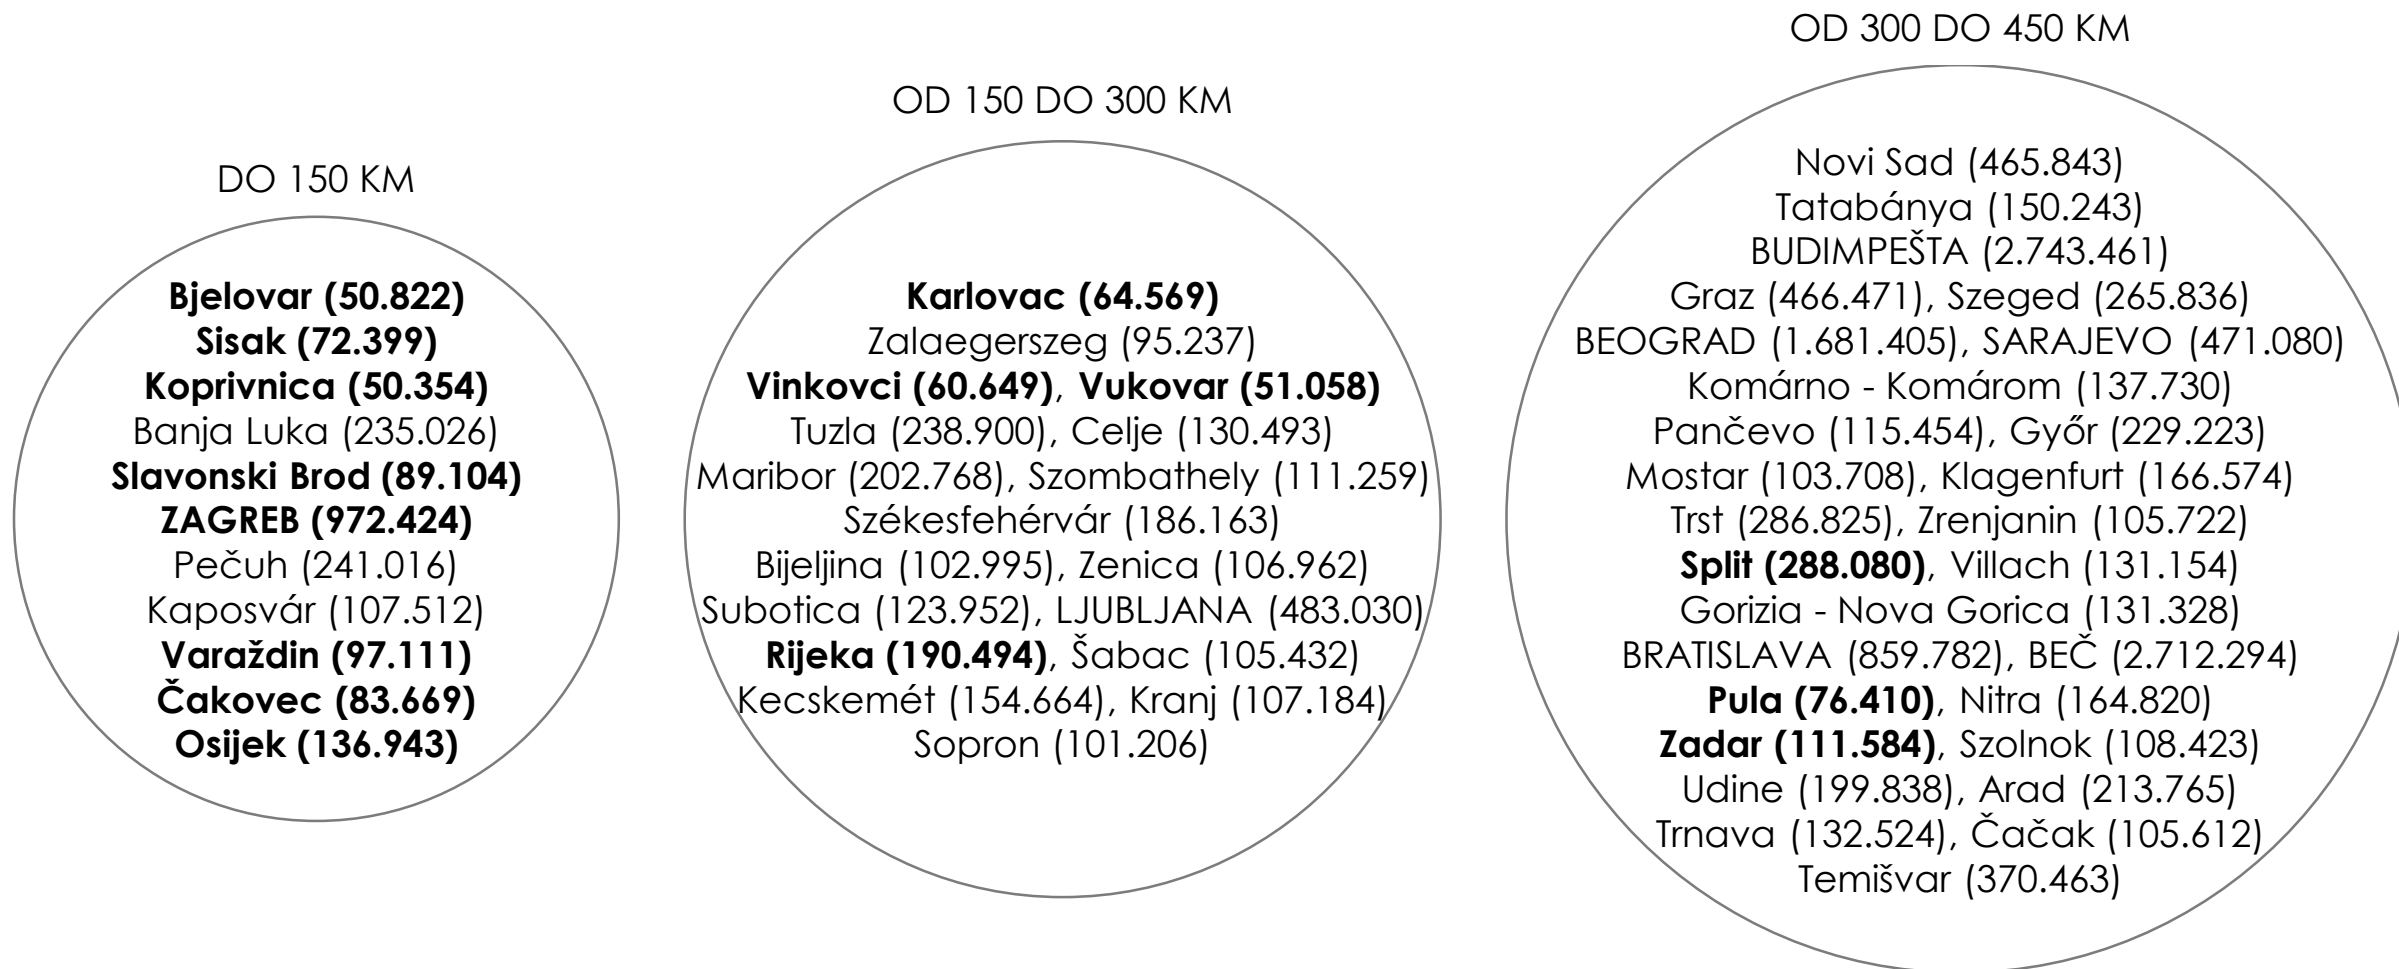 DO 150 KM
Bjelovar (50.822)
Sisak (72.399)
Koprivnica (50.354)
Banja Luka (235.026)
Slavonski Brod (89.104)
ZAGREB (972.424)
Pečuh (241.016)
Kaposvár (107.512)
Varaždin (97.111)
Čakovec (83.669)
Osijek (136.943)
OD 150 DO 300 KM
Karlovac (64.569)
Zalaegerszeg (95.237)
Vinkovci (60.649), Vukovar (51.058)
Tuzla (238.900), Celje (130.493)
Maribor (202.768), Szombathely (111.259)
Székesfehérvár (186.163)
Bijeljina (102.995), Zenica (106.962)
Subotica (123.952), LJUBLJANA (483.030)
Rijeka (190.494), Šabac (105.432)
Kecskemét (154.664), Kranj (107.184)
Sopron (101.206)
OD 300 DO 450 KM
Novi Sad (465.843)
Tatabánya (150.243)
BUDIMPEŠTA (2.743.461)
Graz (466.471), Szeged (265.836)
BEOGRAD (1.681.405), SARAJEVO (471.080)
Komárno - Komárom (137.730)
Pančevo (115.454), Győr (229.223)
Mostar (103.708), Klagenfurt (166.574)
Trst (286.825), Zrenjanin (105.722)
Split (288.080), Villach (131.154)
Gorizia - Nova Gorica (131.328)
BRATISLAVA (859.782), BEČ (2.712.294)
Pula (76.410), Nitra (164.820)
Zadar (111.584), Szolnok (108.423)
Udine (199.838), Arad (213.765)
Trnava (132.524), Čačak (105.612)
Temišvar (370.463)